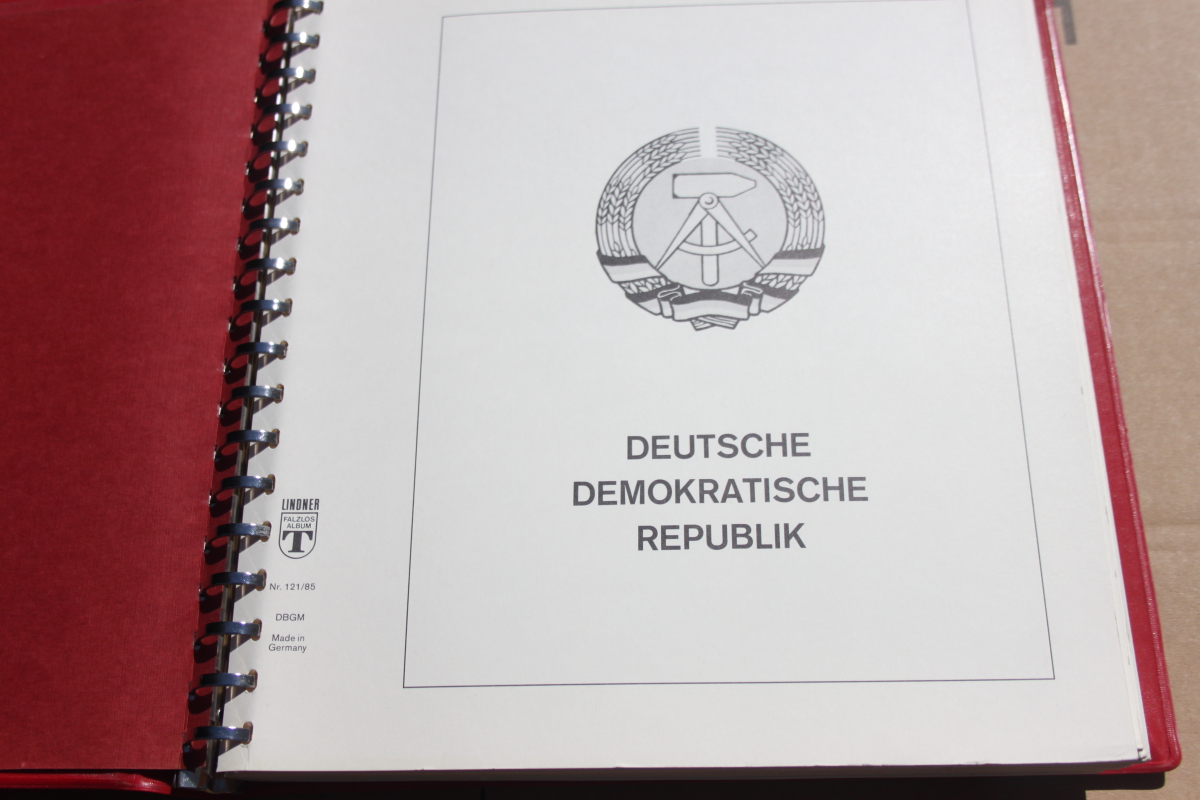 DEUTSCHE
DEMOKRATISCHE
REPUBLIK
LINDNER
FALZLOS
ALBUM
T
Nr. 121/85
DBGM
Made in
Germany